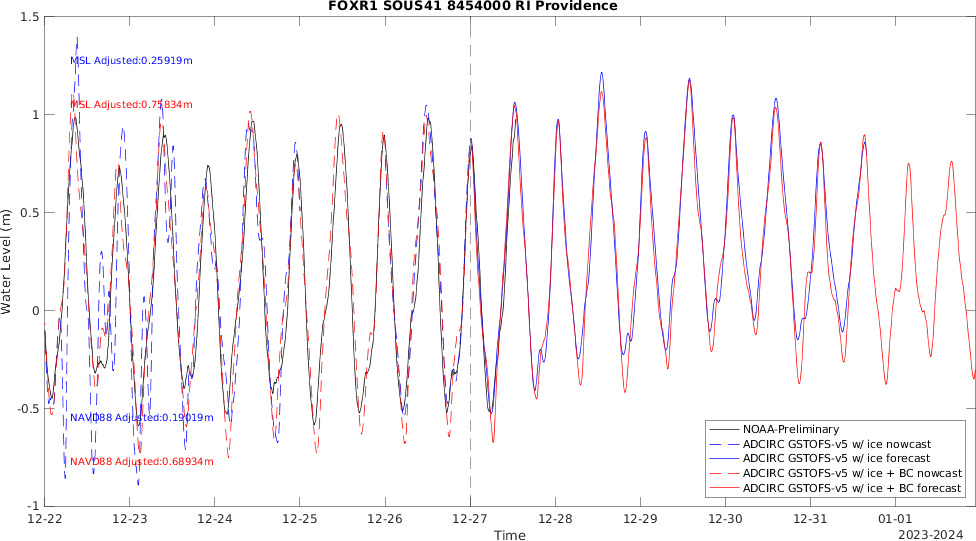 FOXR1 SOUS41 8454000 RI Providence
1.5
MSL Adjusted:0.25919m
MSL Adjusted:0.75834m
1
0.5
Water Level (m)
0
-0.5
NAVD88 Adjusted:0.19019m
NAVD88 Adjusted:0.68934m
-1
NOAA-Preliminary
ADCIRC GSTOFS-v5 w/ ice nowcast
ADCIRC GSTOFS-v5 w/ ice forecast
ADCIRC GSTOFS-v5 w/ ice + BC nowcast
ADCIRC GSTOFS-v5 w/ ice + BC forecast
12-22 12-23 12-24 12-25 12-26 12-27 12-28 12-29 12-30 12-31 01-01
Time
2023-2024